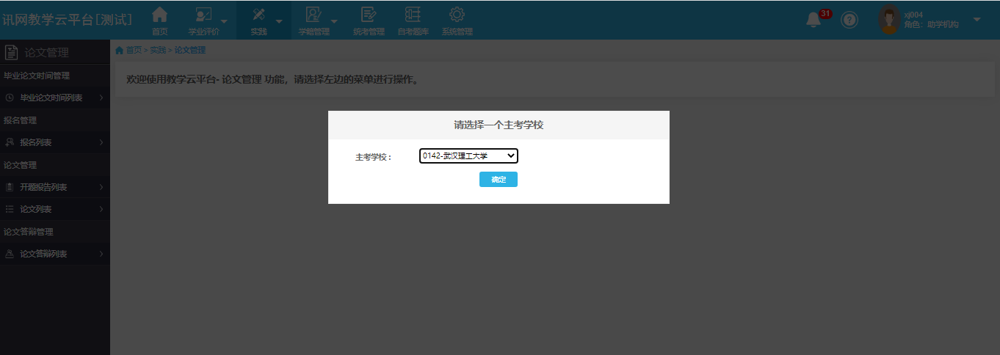 讯网教学云平台[测试]
首页
学业评价
实践
学籍管理
统考管理
自考题库
系统管理
31
xj004
角色：助学机构
论文管理
首页 > 实践 > 论文管理
欢迎使用教学云平台- 论文管理 功能，请选择左边的菜单进行操作。
毕业论文时间管理
毕业论文时间列表
报名管理
报名列表
论文管理
开题报告列表
论文列表
论文答辩管理
论文答辩列表
请选择一个主考学校
主考学校：
0142-武汉理工大学
确定